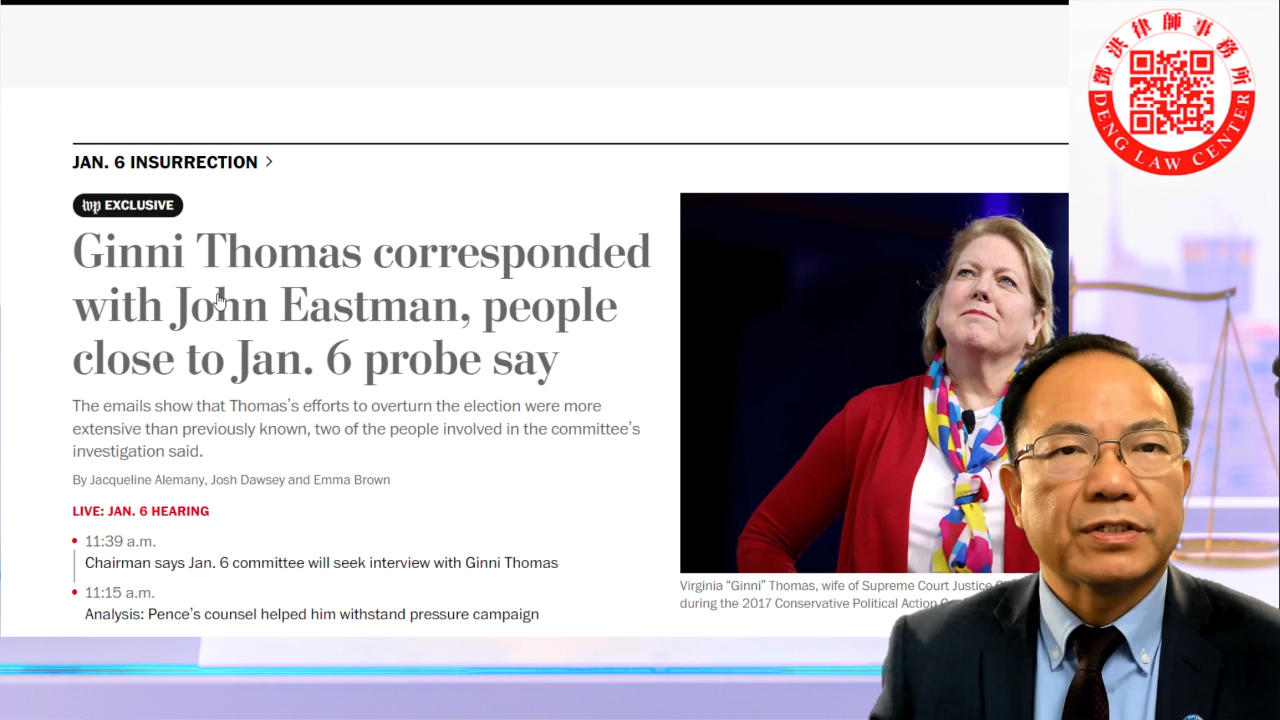 JAN. 6 INSURRECTION >
wp EXCLUSIVE
Ginni Thomas corresponded
with John Eastman, people
close to Jan. 6 probe say
The emails show that Thomas's efforts to overturn the election were more
extensive than previously known, two of the people involved in the committee's
investigation said.
By Jacqueline Alemany, Josh Dawsey and Emma Brown
LIVE: JAN. 6 HEARING
11:39 a.m.
Chairman says Jan. 6 committee will seek interview with Ginni Thomas
11:15 a.m.
Analysis: Pence's counsel helped him withstand pressure campaign
Virginia “Ginni” Thomas, wife of Supreme Court Justice
during the 2017 Conservative Political Action
鄧洪律師事務所
DENG LAW CENTER